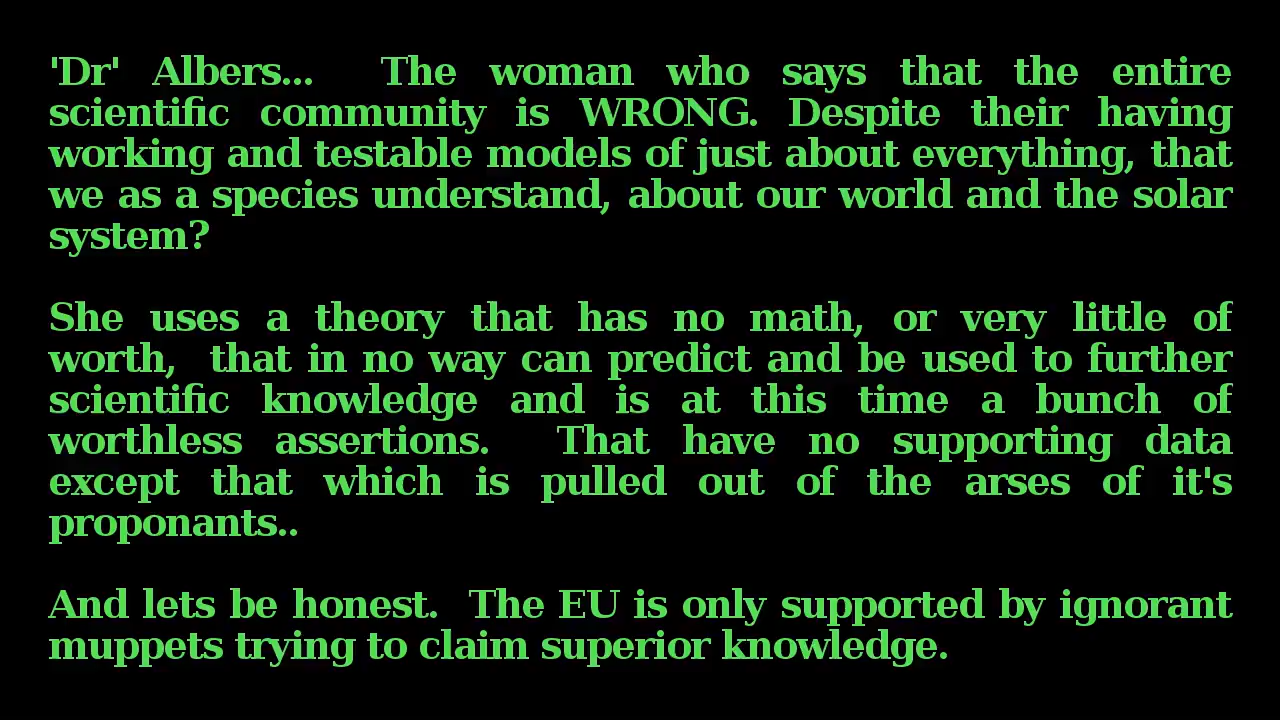 'Dr' Albers...  The woman who says that the entire
scientific community is WRONG. Despite their having
working and testable models of just about everything, that
we as a species understand, about our world and the solar
system?
She uses a theory that has no math, or very little of
worth,  that in no way can predict and be used to further
scientific knowledge and is at this time a bunch of
worthless assertions.  That have no supporting data
except that which is pulled out of the arses of it's
proponants..
And lets be honest.  The EU is only supported by ignorant
muppets trying to claim superior knowledge.